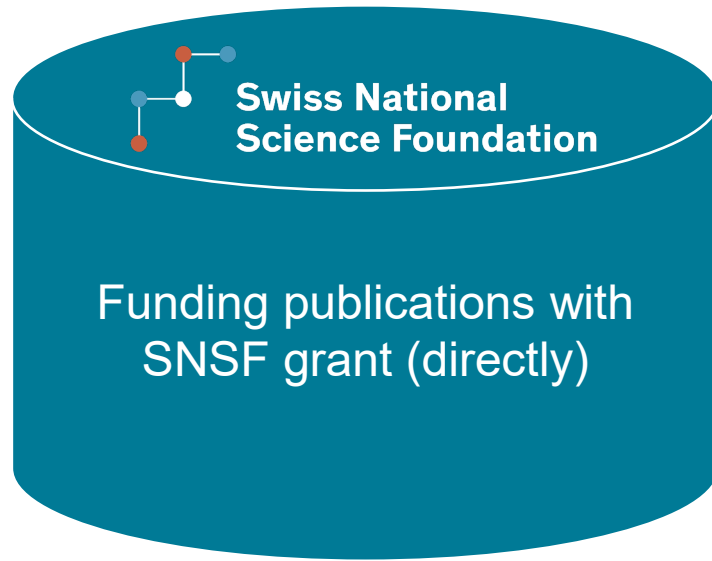 Swiss National
Science Foundation
Funding publications with
SNSF grant (directly)